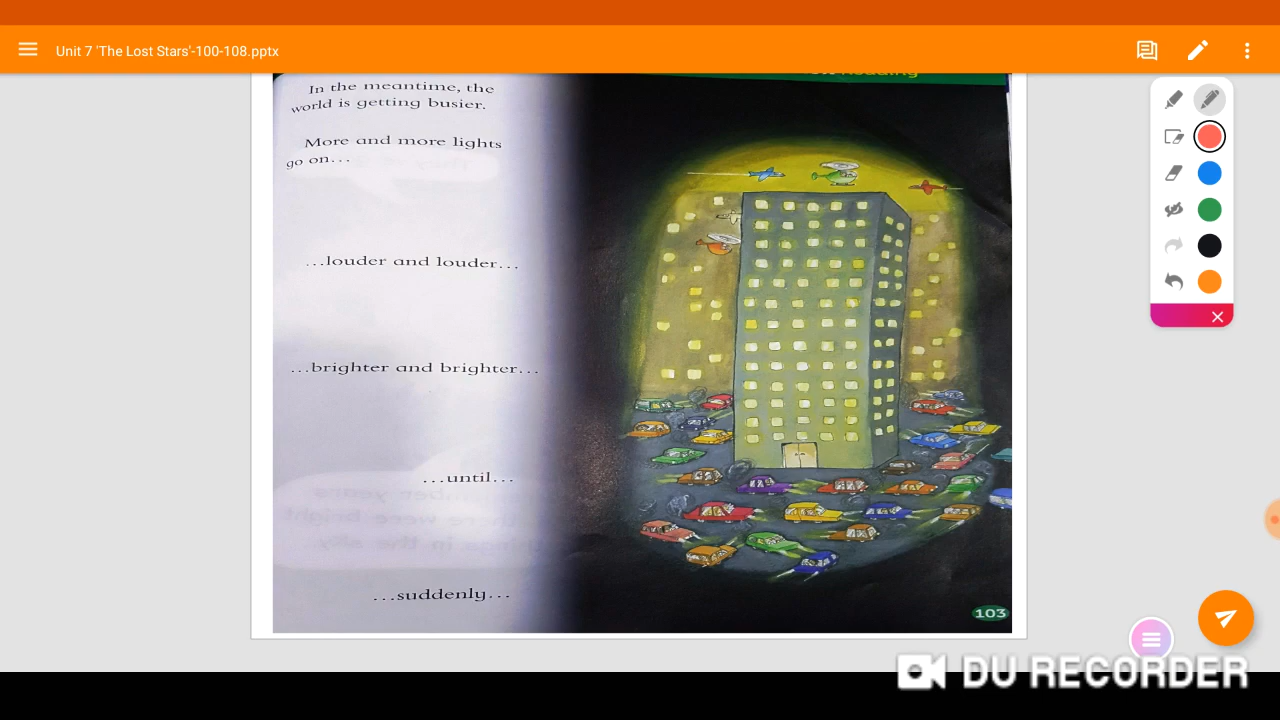 Unit 7 'The Lost Stars'-100-108.pptx
Reading
In the meantime, the
world is getting busier.
More and more lights
go on...
...louder and louder...
...brighter and brighter...
...until...
...suddenly...
103
DU RECORDER